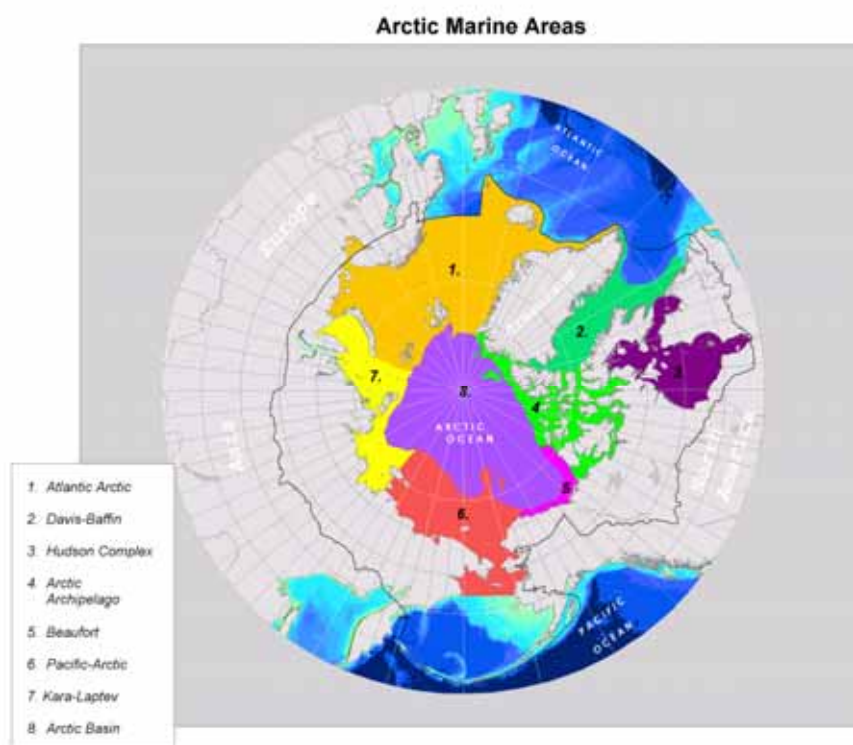 Arctic Marine Areas
ATLANTIC
OCEAN
Europe
1.
2.
7.
3.
8.
4.
ARCTIC
OCEAN
Asia
North
America
5.
6.
PACIFIC
OCEAN
1. Atlantic Arctic
2 Davis-Baffin
3. Hudson Complex
4 Arctic
Archipelago
5. Beaufort
6 Pacific-Arctic
7. Kara-Laptev
8. Arctic Basin